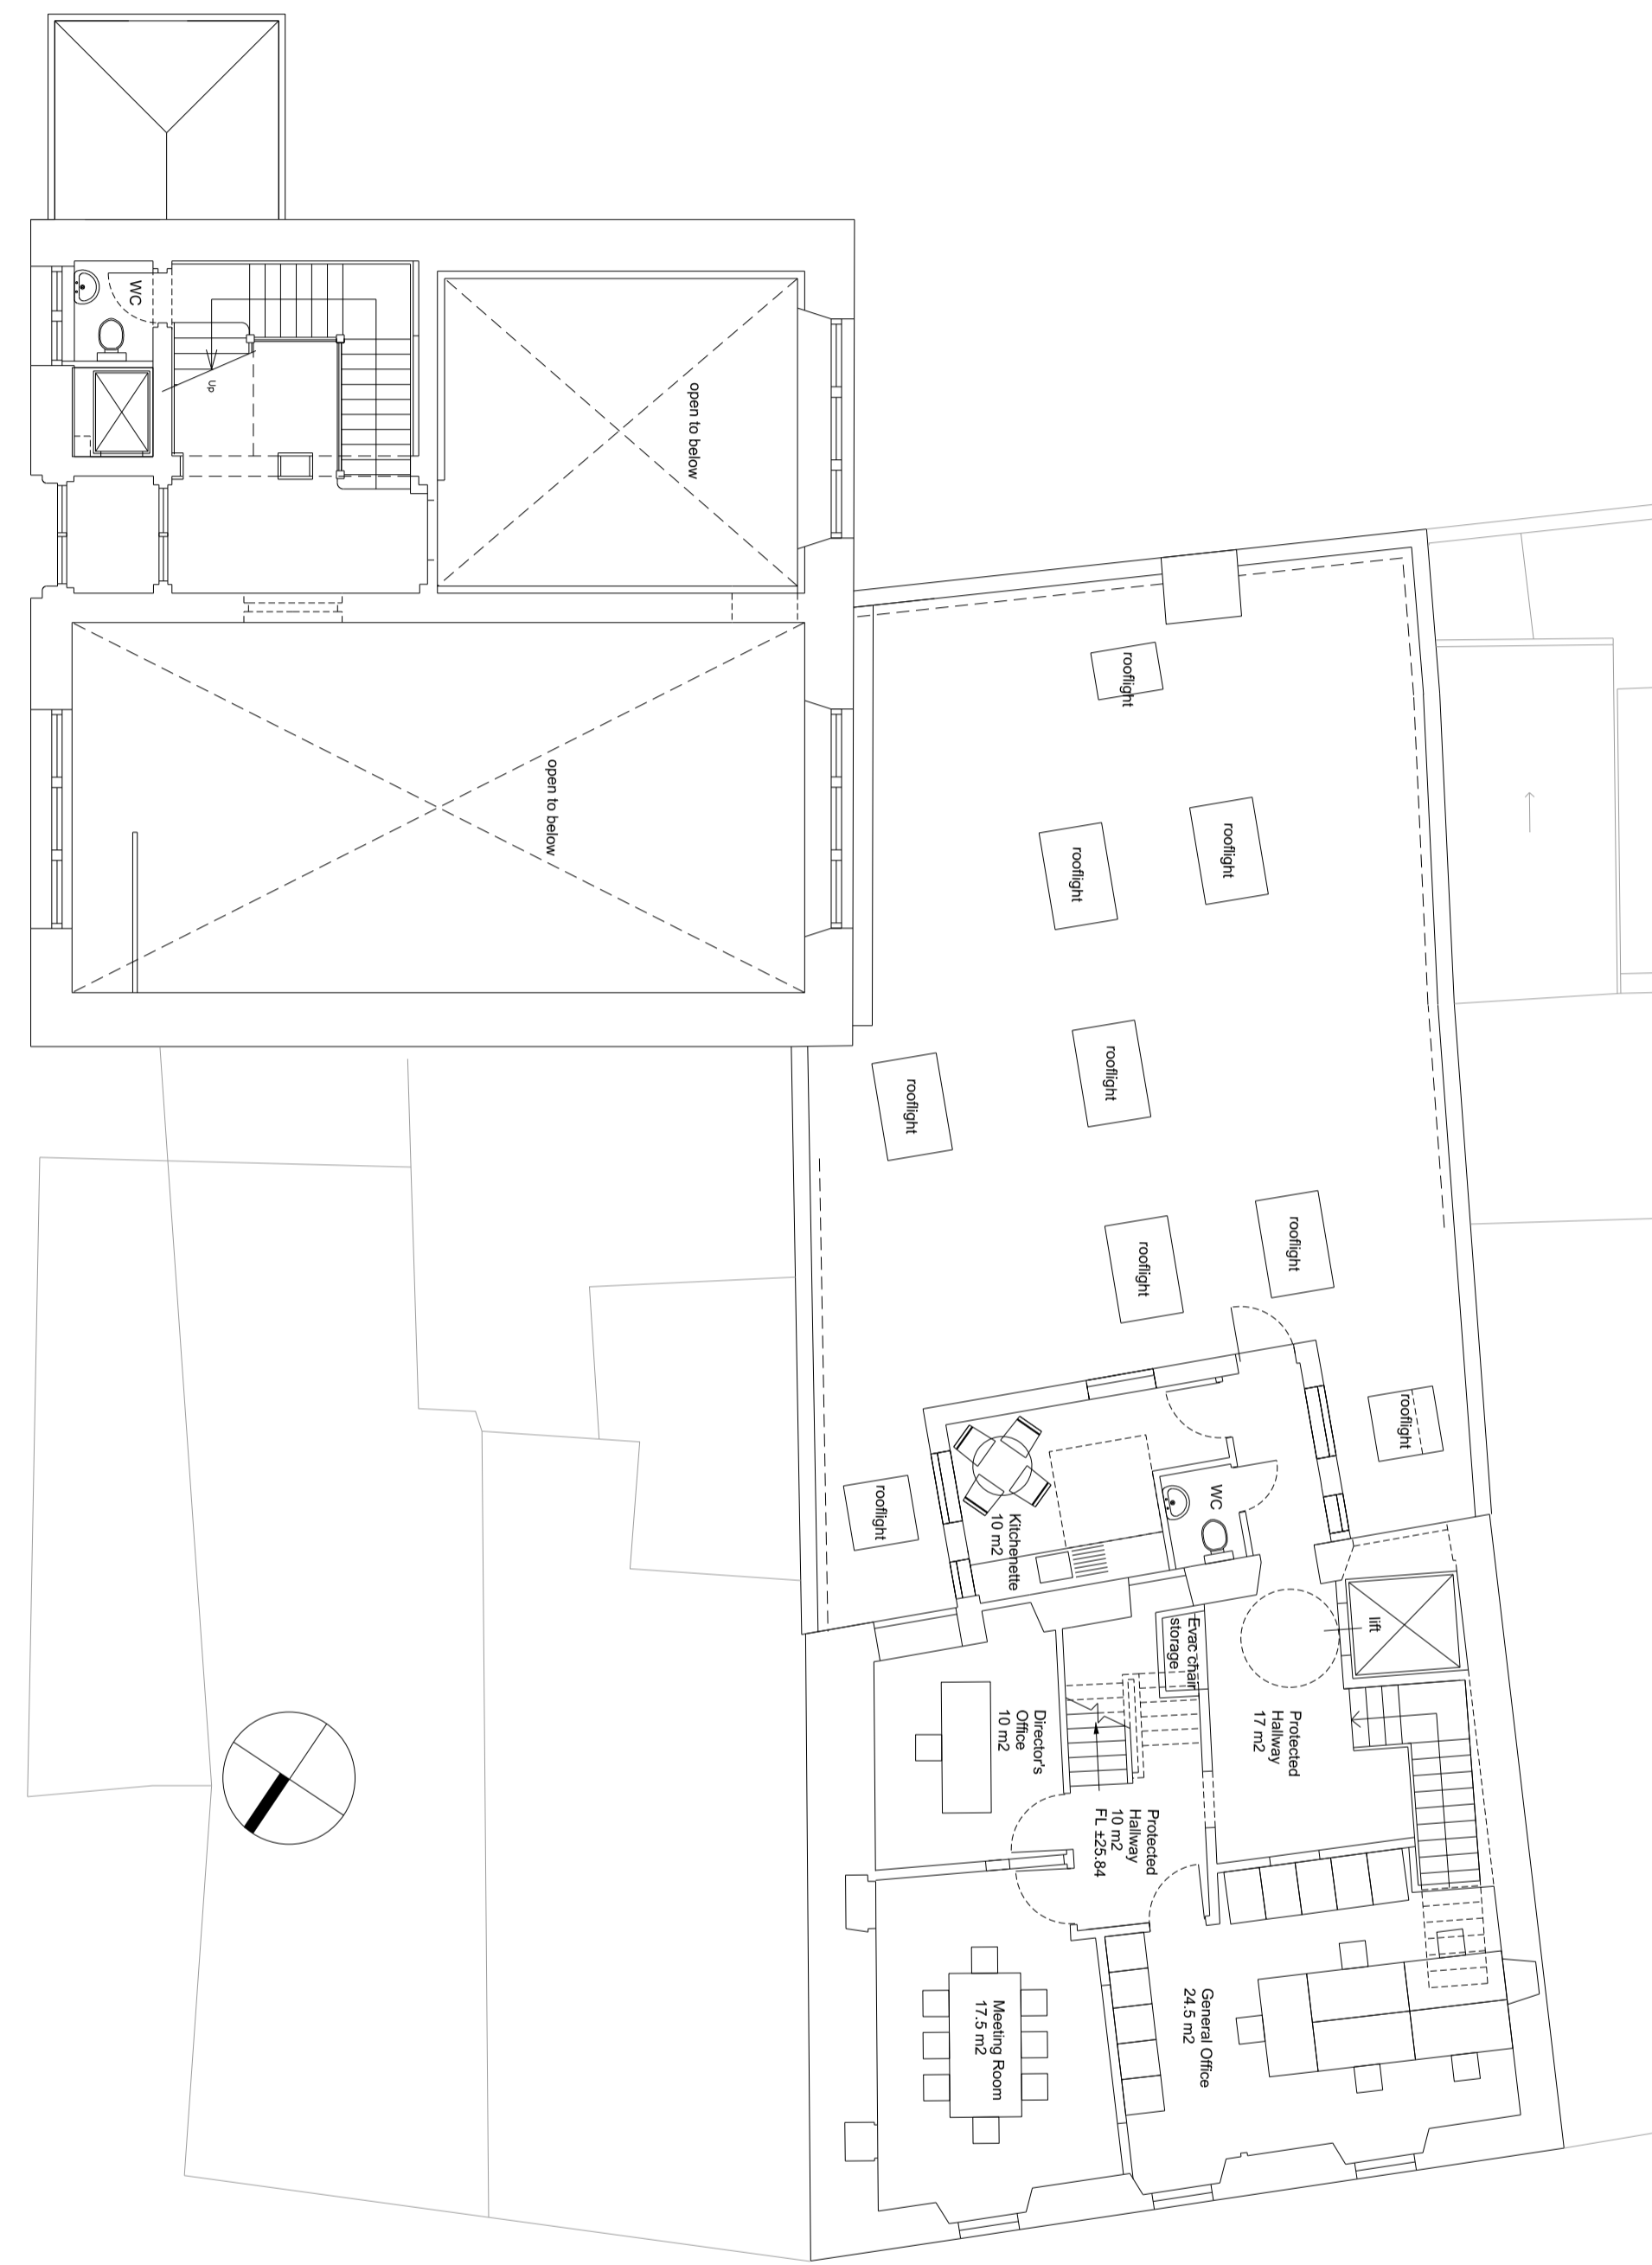 WC
Up
open to below
open to below
rooflight
rooflight
rooflight
rooflight
rooflight
rooflight
rooflight
rooflight
rooflight
WC
Kitchenette
10 m2
lift
Evac chair
storage
Protected
Hallway
17 m2
Director's
Office
10 m2
Protected
Hallway
10 m2
FL ±25.84
General Office
24.5 m2
Meeting Room
17.5 m2